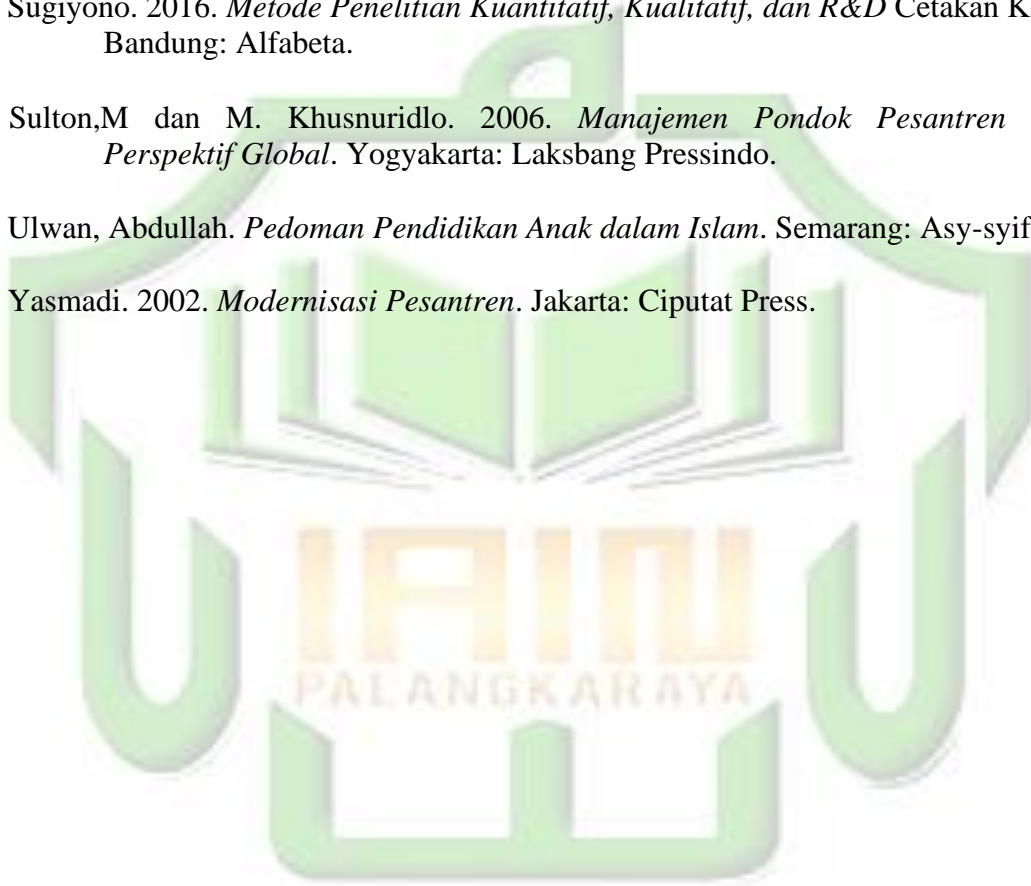 Sugiyono. 2016. Metode Penelitian Kuantitatif, Kualitatif, dan R&D Cetakan K
Bandung: Alfabeta.
Sulton,M dan M. Khusnuridlo. 2006. Manajemen Pondok Pesantren
Perspektif Global. Yogyakarta: Laksbang Pressindo.
Ulwan, Abdullah. Pedoman Pendidikan Anak dalam Islam. Semarang: Asy-syif
Yasmadi. 2002. Modernisasi Pesantren. Jakarta: Ciputat Press.
IAIN
PALANGKARAYA